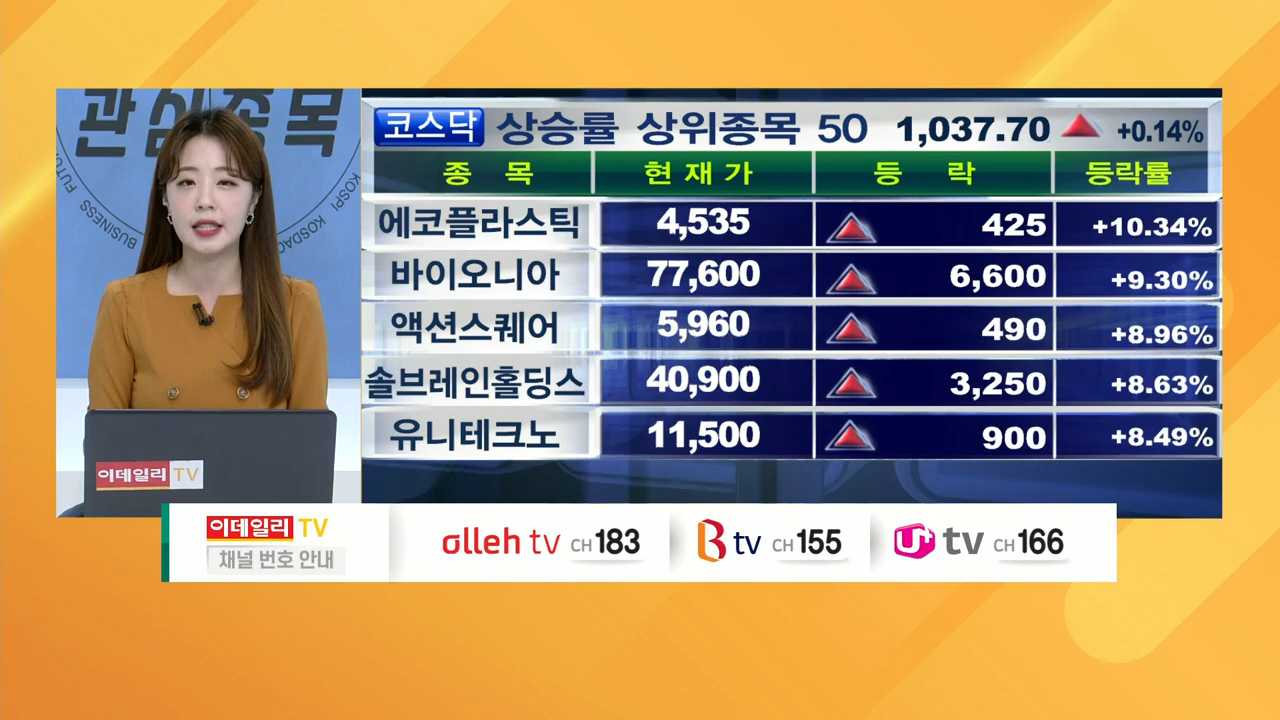 관심종목
BUSINESS FUTU
KOSPI KOSDAQ
코스닥 상승률 상위종목 50 1,037.70 +0.14%
종 목 현재가 등 락 등락률
에코플라스틱 4,535 425 +10.34%
바이오니아 77,600 6,600 +9.30%
액션스퀘어 5,960 490 +8.96%
솔브레인홀딩스 40,900 3,250 +8.63%
유니테크노 11,500 900 +8.49%
이데일리 TV
이데일리 TV
채널 번호 안내
olleh tv CH 183
B tv CH 155
U+ tv CH 166